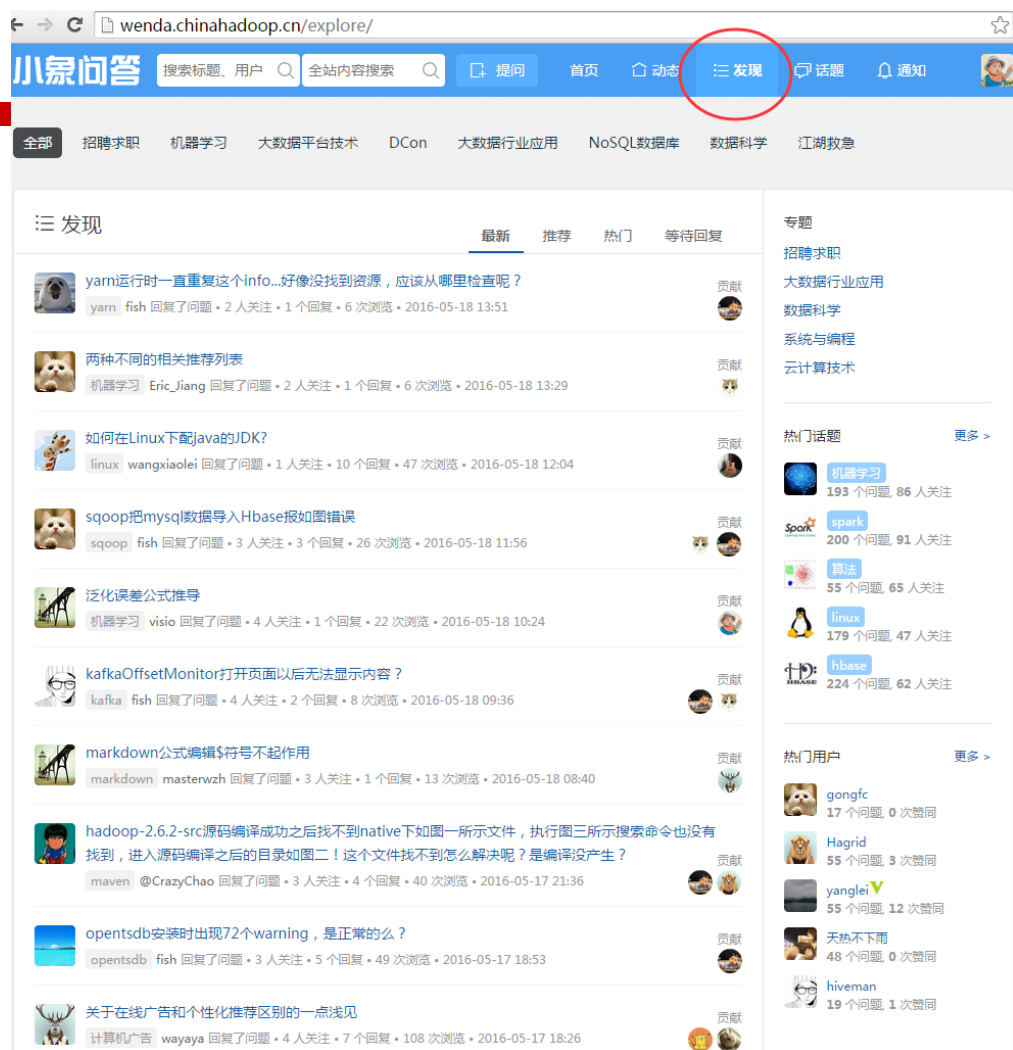 wenda.chinahadoop.cn/explore/
小象问答 搜索标题、用户 全站内容搜索 提问 首页 动态 发现 话题 通知
全部 招聘求职 机器学习 大数据平台技术 DCon 大数据行业应用 NoSQL数据库 数据科学 江湖救急
发现
最新 推荐 热门 等待回复
yarn运行时一直重复这个info...好像没找到资源，应该从哪里检查呢？
贡献
yarn fish 回复了问题 • 2 人关注 • 1 个回复 • 6 次浏览 • 2016-05-18 13:51
两种不同的相关推荐列表
贡献
机器学习 Eric_Jiang 回复了问题 • 2 人关注 • 1 个回复 • 6 次浏览 • 2016-05-18 13:29
如何在Linux下配java的JDK?
贡献
linux wangxiaolei 回复了问题 • 1 人关注 • 10 个回复 • 47 次浏览 • 2016-05-18 12:04
sqoop把mysql数据导入Hbase报如图错误
贡献
sqoop fish 回复了问题 • 3 人关注 • 3 个回复 • 26 次浏览 • 2016-05-18 11:56
泛化误差公式推导
贡献
机器学习 visio 回复了问题 • 4 人关注 • 1 个回复 • 22 次浏览 • 2016-05-18 10:24
kafkaOffsetMonitor打开页面以后无法显示内容？
贡献
kafka fish 回复了问题 • 4 人关注 • 2 个回复 • 8 次浏览 • 2016-05-18 09:36
markdown公式编辑$符号不起作用
贡献
markdown masterwzh 回复了问题 • 3 人关注 • 1 个回复 • 13 次浏览 • 2016-05-18 08:40
hadoop-2.6.2-src源码编译成功之后找不到native下如图一所示文件，执行图三所示搜索命令也没有
找到，进入源码编译之后的目录如图二！这个文件找不到怎么解决呢？是编译没产生？
贡献
maven @CrazyChao 回复了问题 • 3 人关注 • 4 个回复 • 40 次浏览 • 2016-05-17 21:36
opentsdb安装时出现72个warning，是正常的么？
贡献
opentsdb fish 回复了问题 • 3 人关注 • 5 个回复 • 49 次浏览 • 2016-05-17 18:53
关于在线广告和个性化推荐区别的一点浅见
贡献
计算机广告 wayaya 回复了问题 • 4 人关注 • 7 个回复 • 108 次浏览 • 2016-05-17 18:26
专题
招聘求职
大数据行业应用
数据科学
系统与编程
云计算技术
热门话题 更多 >
机器学习
193 个问题, 86 人关注
Spark
spark
200 个问题, 91 人关注
算法
55 个问题, 65 人关注
linux
179 个问题, 47 人关注
HBASE
hbase
224 个问题, 62 人关注
热门用户 更多 >
gongfc
17 个问题, 0 次赞同
Hagrid
55 个问题, 3 次赞同
yanglei
55 个问题, 12 次赞同
天热不下雨
48 个问题, 0 次赞同
hiveman
19 个问题, 1 次赞同